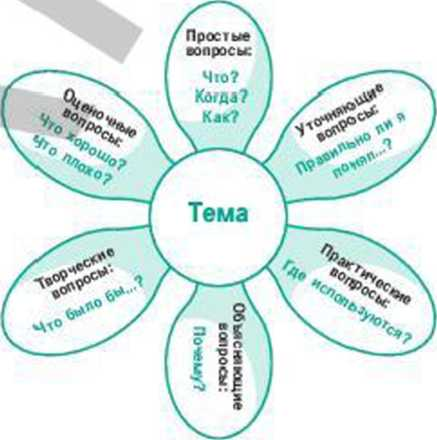 Простые
вопросы:
Что?
Когда?
Как?
Уточняющие
вопросы:
Правильно ли я
понял...?
Практические
вопросы:
Где используются?
Объясняющие
вопросы:
Почему?
Творческие
вопросы:
Что было бы...?
Оценочные
вопросы:
Что хорошо?
Что плохо?
Тема